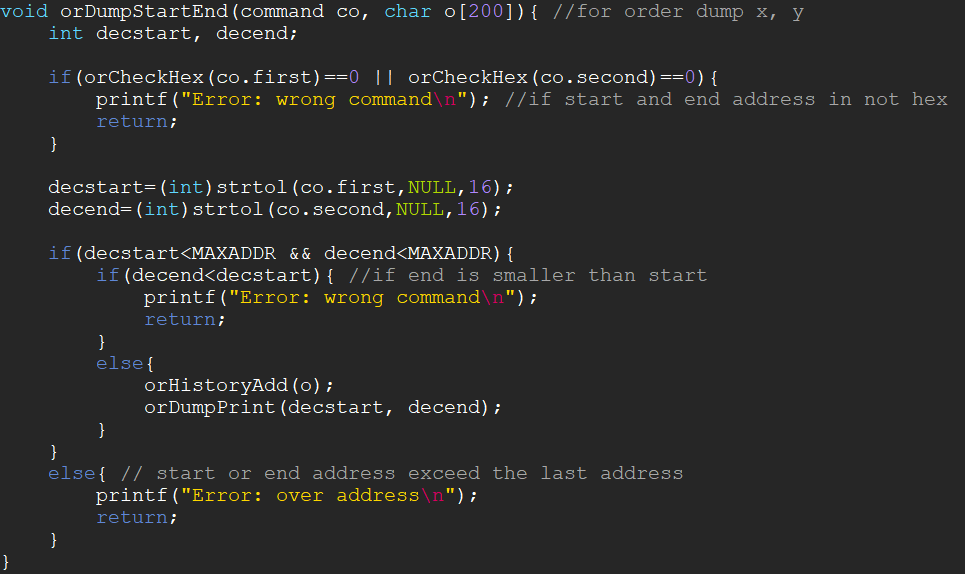 void orDumpStartEnd(command co, char o[200]){ //for order dump x, y
    int decstart, decend;

    if(orCheckHex(co.first)==0 || orCheckHex(co.second)==0){
        printf("Error: wrong command\n"); //if start and end address in not hex
        return;
    }

    decstart=(int)strtol(co.first,NULL,16);
    decend=(int)strtol(co.second,NULL,16);

    if(decstart<MAXADDR && decend<MAXADDR){
        if(decend<decstart){ //if end is smaller than start
            printf("Error: wrong command\n");
            return;
        }
        else{
            orHistoryAdd(o);
            orDumpPrint(decstart, decend);
        }
    }
    else{ // start or end address exceed the last address
        printf("Error: over address\n");
        return;
    }
}